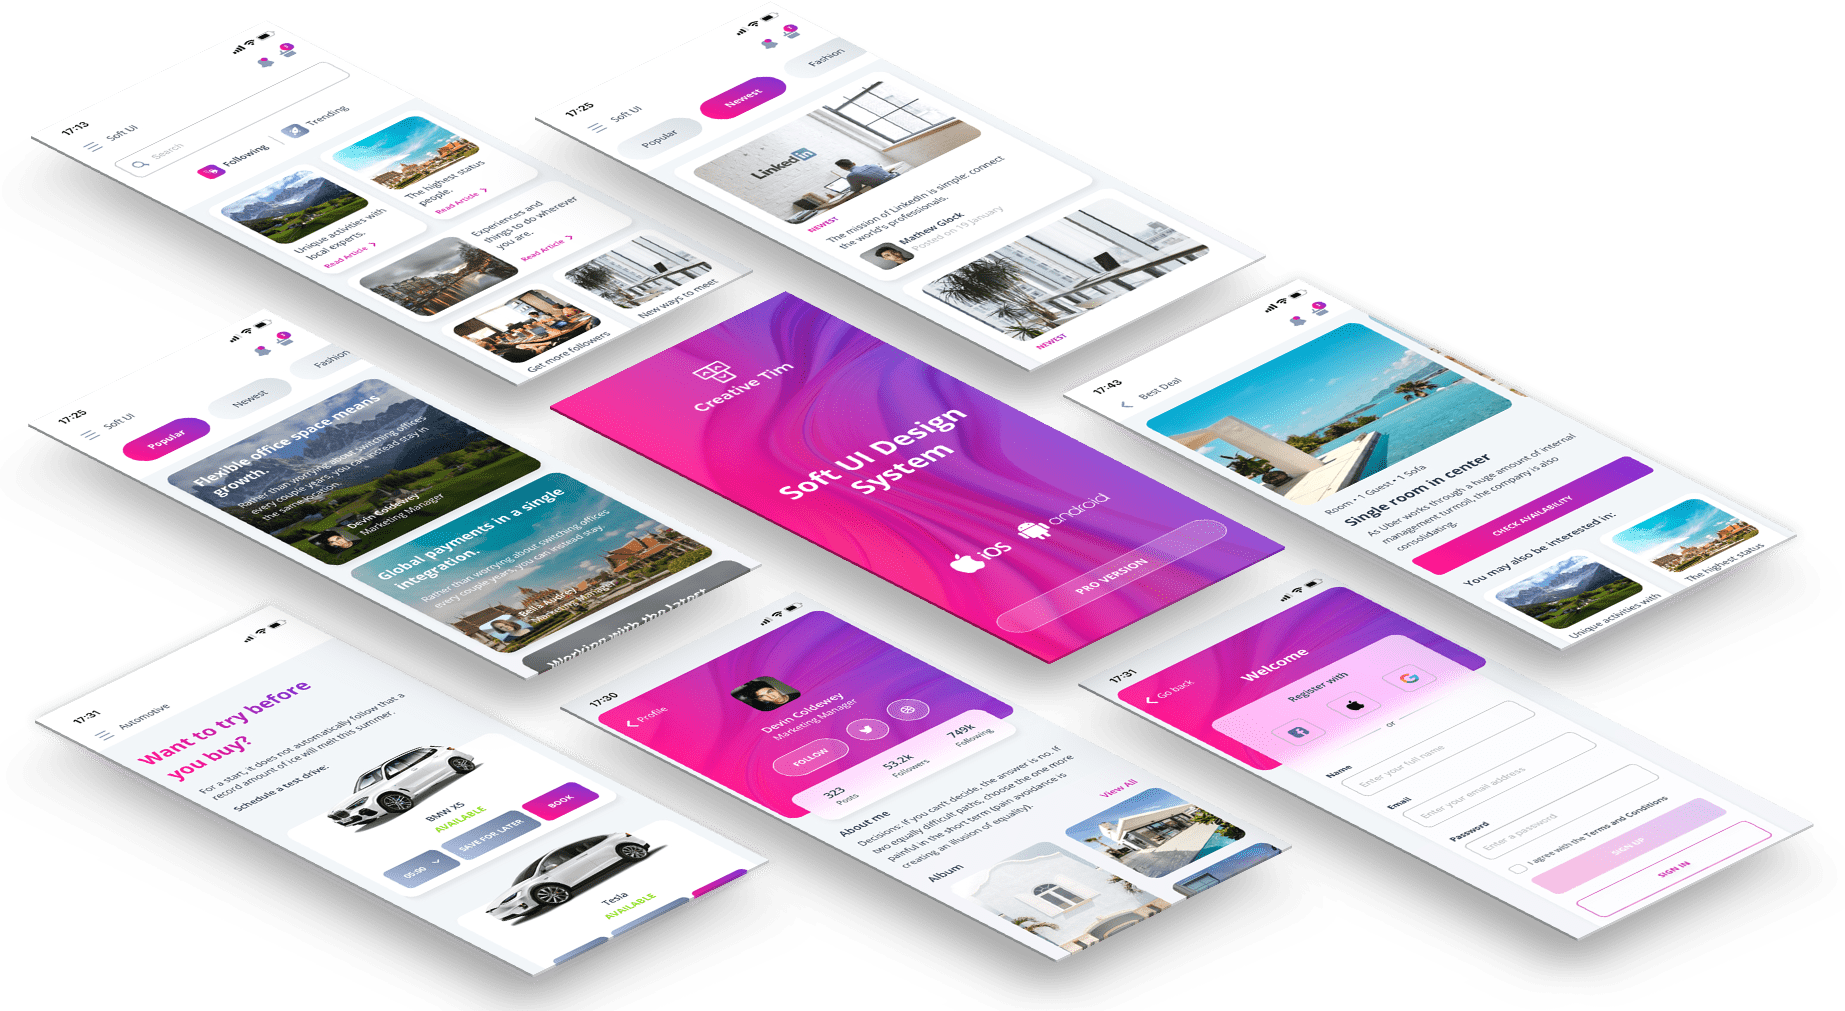 17:13
Soft UI
Search
Following
Trending
Unique activities with
local experts.
Read Article
The highest status
people.
Read Article
Experiences and
things to do wherever
you are.
Read Article
Get more followers
New ways to meet
17:25
Soft UI
Popular
Newest
Fashion
Linkedin
NEWEST
The mission of LinkedIn is simple: connect
the world's professionals.
Mathew Glock
Posted on 19 January
NEWEST
17:25
Soft UI
Popular
Newest
Fashion
Flexible office space means
growth.
Rather than worrying about switching offices
every couple years, you can instead stay in
the same location.
Devin Coldewey
Marketing Manager
Global payments in a single
integration.
Rather than worrying about switching offices
every couple years, you can instead stay.
Bella Audrey
Marketing Manager
Working with the latest
Creative Tim
Soft UI Design
System
iOS
android
PRO VERSION
17:43
Best Deal
Room • 1 Guest • 1 Sofa
Single room in center
As Uber works through a huge amount of internal
management turmoil, the company is also
consolidating.
CHECK AVAILABILITY
You may also be interested in:
Unique activities with
The highest status
17:31
Automotive
Want to try before
you buy?
For a start, it does not automatically follow that a
record amount of ice will melt this summer.
Schedule a test drive:
BMW X5
AVAILABLE
05:00
SAVE FOR LATER
BOOK
Tesla
AVAILABLE
17:30
Profile
Devin Coldewey
Marketing Manager
FOLLOW
323
Posts
53.2k
Followers
749k
Following
About me
Decisions: If you can't decide, the answer is no. If
two equally difficult paths, choose the one more
painful in the short term (pain avoidance is
creating an illusion of equality).
Album
View All
17:31
Go back
Welcome
Register with
or
Name
Enter your full name
Email
Enter your email address
Password
Enter a password
I agree with the Terms and Conditions
SIGN UP
SIGN IN